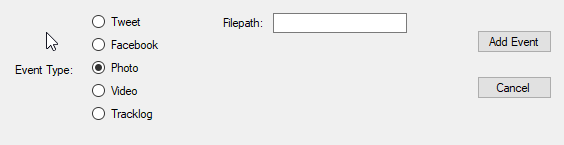 Event Type:
Tweet
Facebook
Photo
Video
Tracklog
Filepath:
Add Event
Cancel